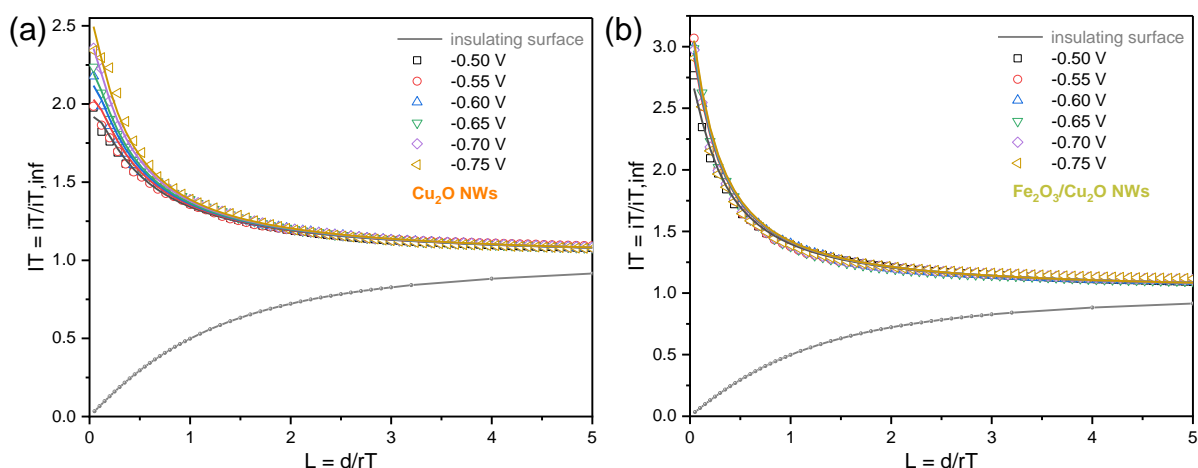 (a)
2.5
2.0
1.5
1.0
0.5
0.0
IT = iT/iT,inf
insulating surface
-0.50 V
-0.55 V
-0.60 V
-0.65 V
-0.70 V
-0.75 V
Cu₂O NWs
0 1 2 3 4 5
L = d/rT
(b)
3.0
2.5
2.0
1.5
1.0
0.5
0.0
IT = iT/iT,inf
insulating surface
-0.50 V
-0.55 V
-0.60 V
-0.65 V
-0.70 V
-0.75 V
Fe₂O₃/Cu₂O NWs
0 1 2 3 4 5
L = d/rT